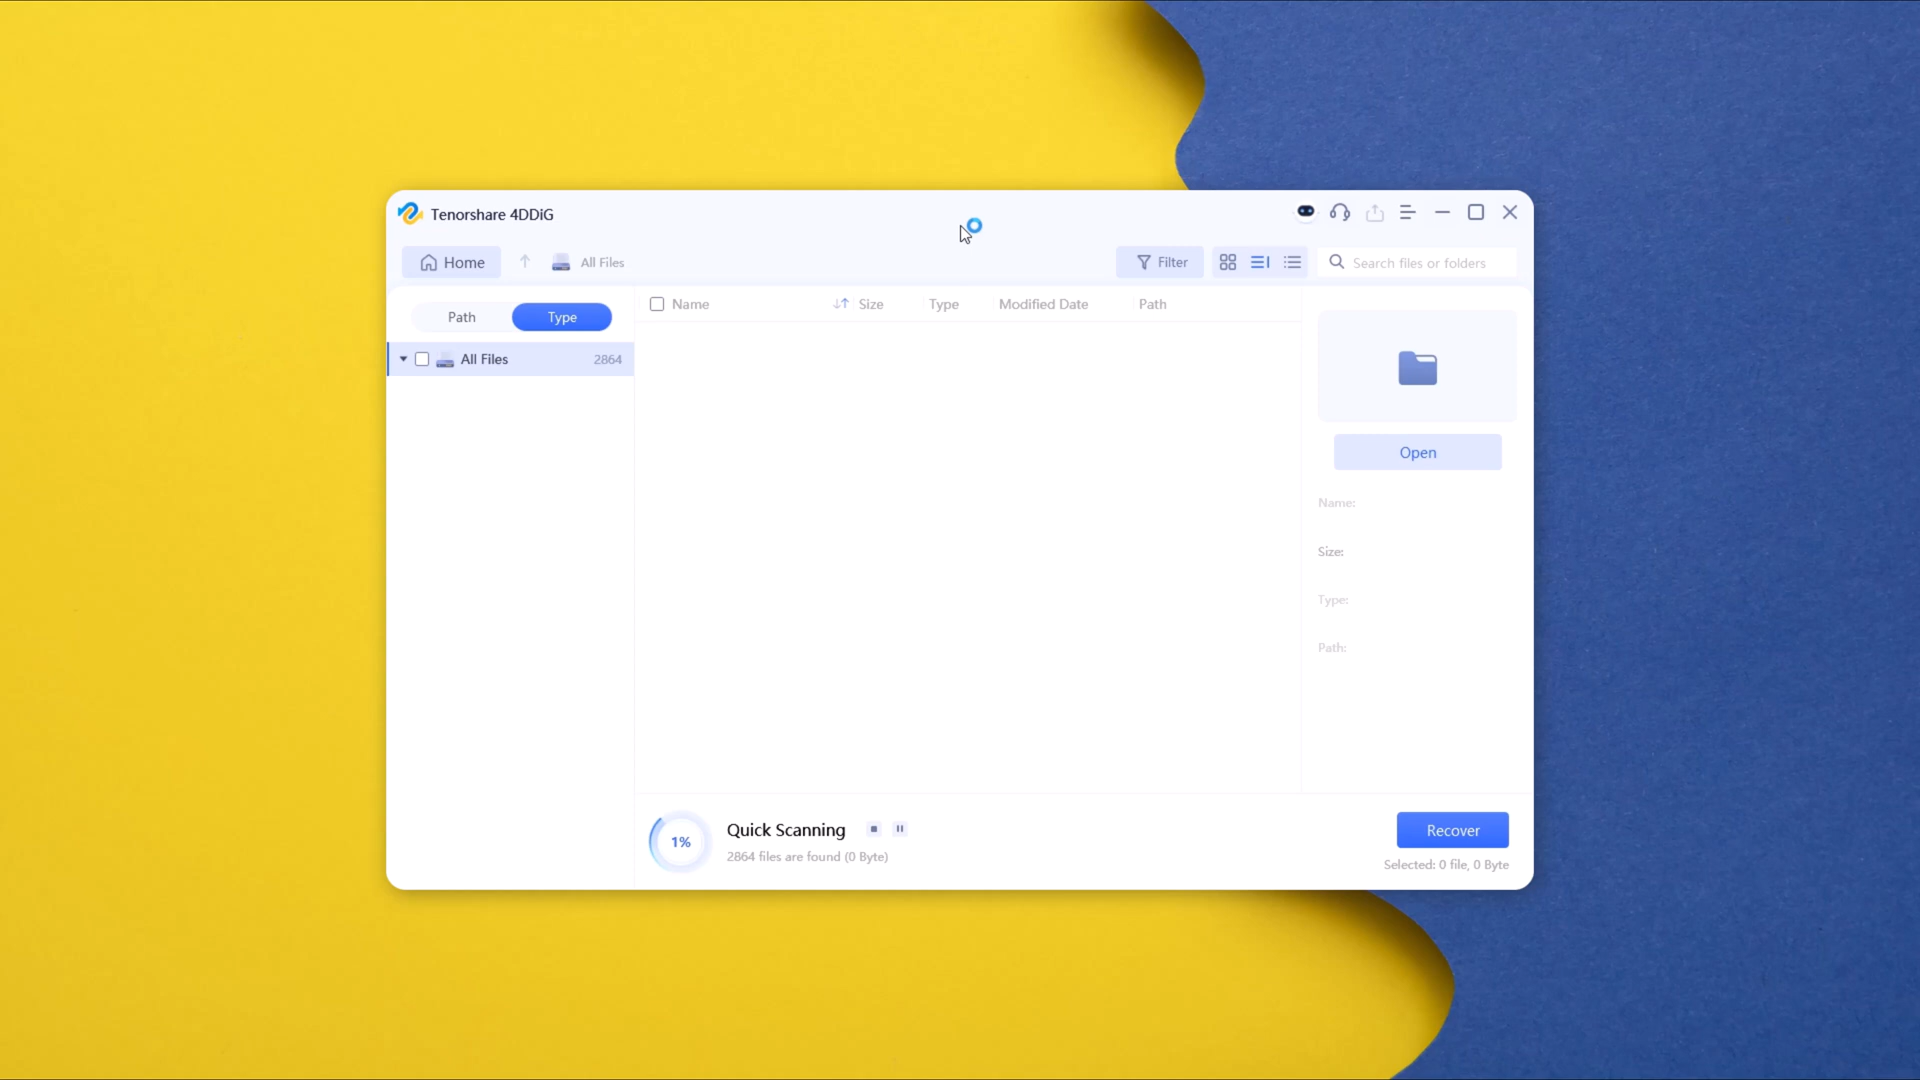 Tenorshare 4DDiG
Home
All Files
Filter
Search files or folders
Path
Type
Name
Size
Type
Modified Date
Path
All Files
2864
Open
Name:
Size:
Type:
Path:
1%
Quick Scanning
2864 files are found (0 Byte)
Recover
Selected: 0 file, 0 Byte